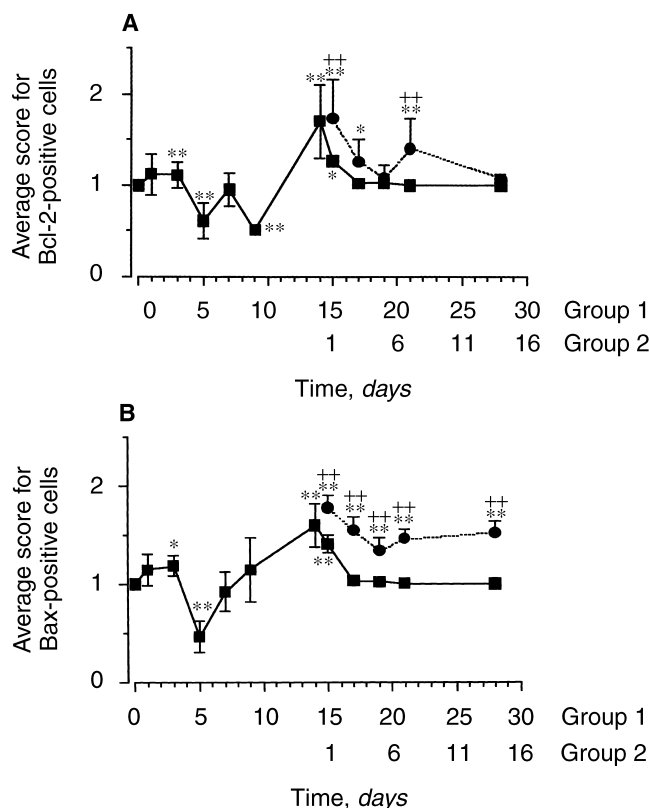 A
Average score for
Bcl-2-positive cells
2
1
0
** ** ** ** ++ ** * * ++ **
0 5 10 15 20 25 30 Group 1
1 6 11 16 Group 2
Time, days
B
Average score for
Bax-positive cells
2
1
0
* ** ** ++ ** ** ++ ** ++ ** ++ ** ++ **
0 5 10 15 20 25 30 Group 1
1 6 11 16 Group 2
Time, days